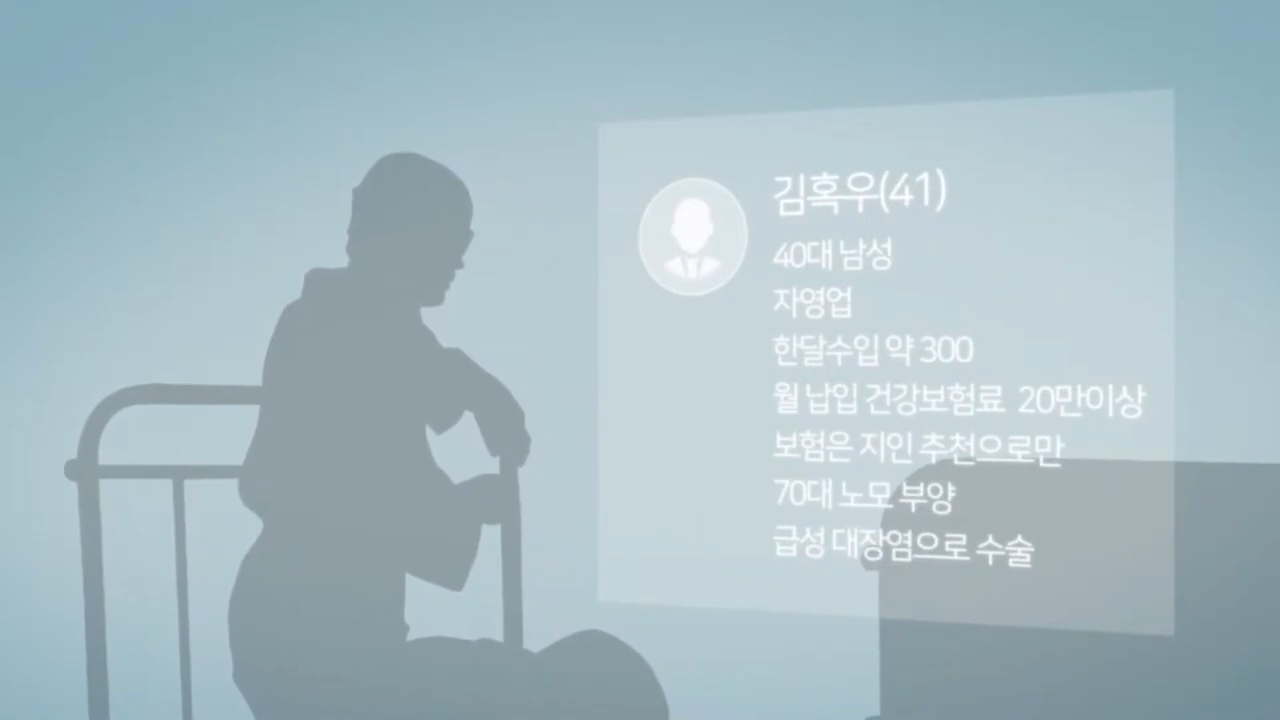 김혹우(41)
40대 남성
자영업
한달수입 약 300
월 납입 건강보험료 20만이상
보험은 지인 추천으로만
70대 노모 부양
급성 대장염으로 수술